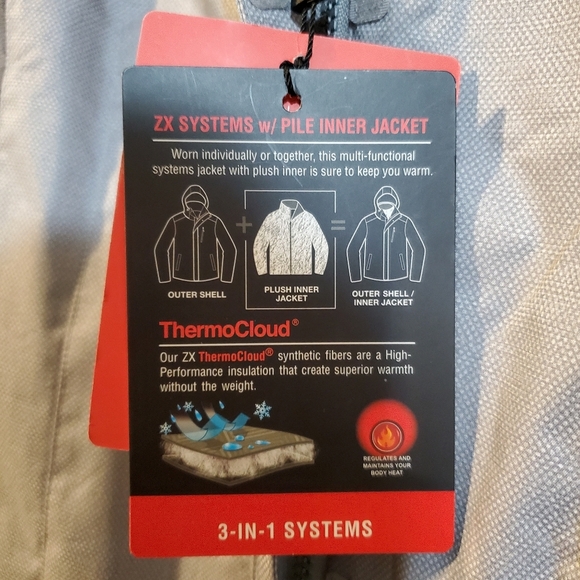 ZX SYSTEMS w/ PILE INNER JACKET
Worn individually or together, this multi-functional
systems jacket with plush inner is sure to keep you warm.
+ =
OUTER SHELL
PLUSH INNER
JACKET
OUTER SHELL /
INNER JACKET
ThermoCloud®
Our ZX ThermoCloud® synthetic fibers are a High-
Performance insulation that create superior warmth
without the weight.
REGULATES AND
MAINTAINS YOUR
BODY HEAT
3-IN-1 SYSTEMS